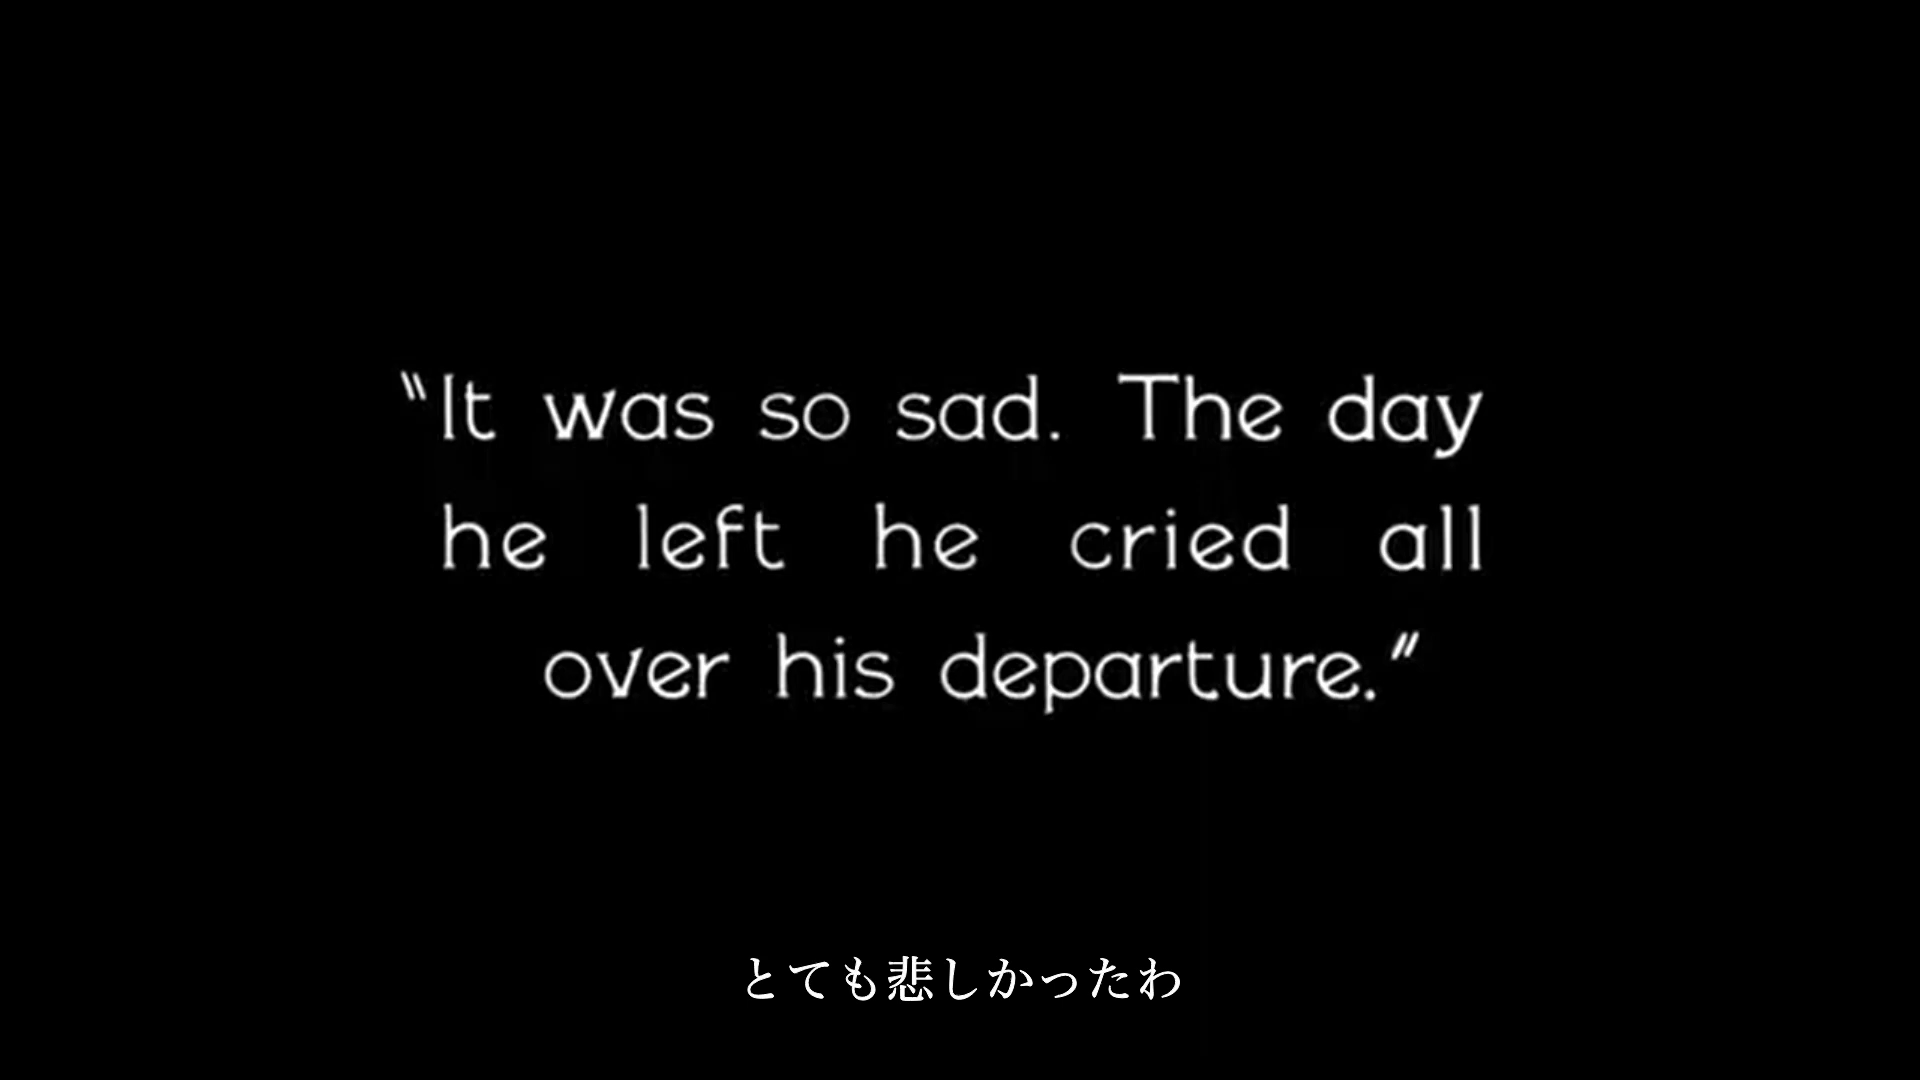 "It was so sad. The day
he left he cried all
over his departure."
とても悲しかったわ